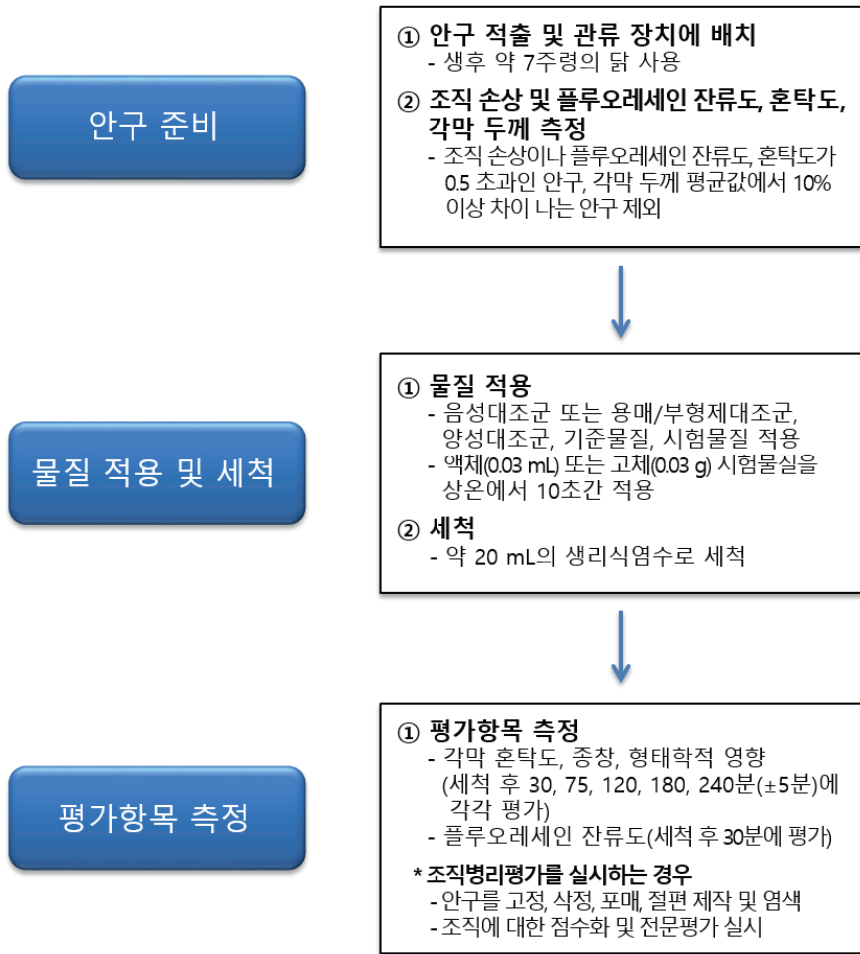 안구 준비
① 안구 적출 및 관류 장치에 배치
- 생후 약 7주령의 닭 사용
② 조직 손상 및 플루오레세인 잔류도, 혼탁도,
각막 두께 측정
- 조직 손상이나 플루오레세인 잔류도, 혼탁도가
0.5 초과인 안구, 각막 두께 평균값에서 10%
이상 차이 나는 안구 제외
물질 적용 및 세척
① 물질 적용
- 음성대조군 또는 용매/부형제대조군,
양성대조군, 기준물질, 시험물질 적용
- 액체(0.03 mL) 또는 고체(0.03 g) 시험물실을
상온에서 10초간 적용
② 세척
- 약 20 mL의 생리식염수로 세척
평가항목 측정
① 평가항목 측정
- 각막 혼탁도, 종창, 형태학적 영향
(세척 후 30, 75, 120, 180, 240분(±5분)에
각각 평가)
- 플루오레세인 잔류도(세척 후 30분에 평가)
* 조직병리평가를 실시하는 경우
- 안구를 고정, 삭정, 포매, 절편 제작 및 염색
- 조직에 대한 점수화 및 전문평가 실시